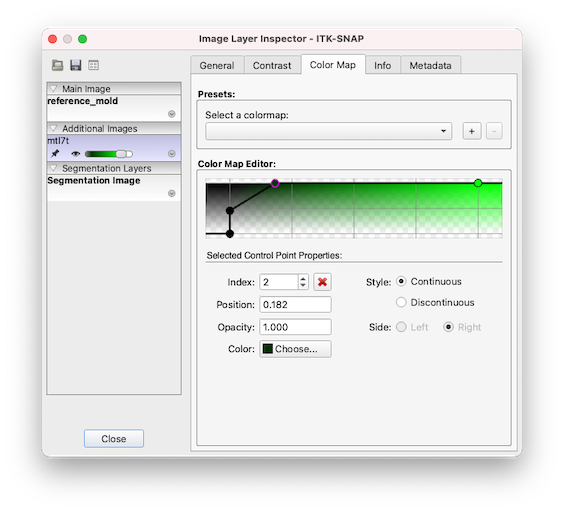 Image Layer Inspector - ITK-SNAP
General Contrast Color Map Info Metadata
Main Image
reference_mold
Additional Images
mtl7t
Segmentation Layers
Segmentation Image
Close
Presets:
Select a colormap:
+ -
Color Map Editor:
Selected Control Point Properties:
Index: 2 Style: Continuous
Position: 0.182 Discontinuous
Opacity: 1.000 Side: Left Right
Color: Choose...